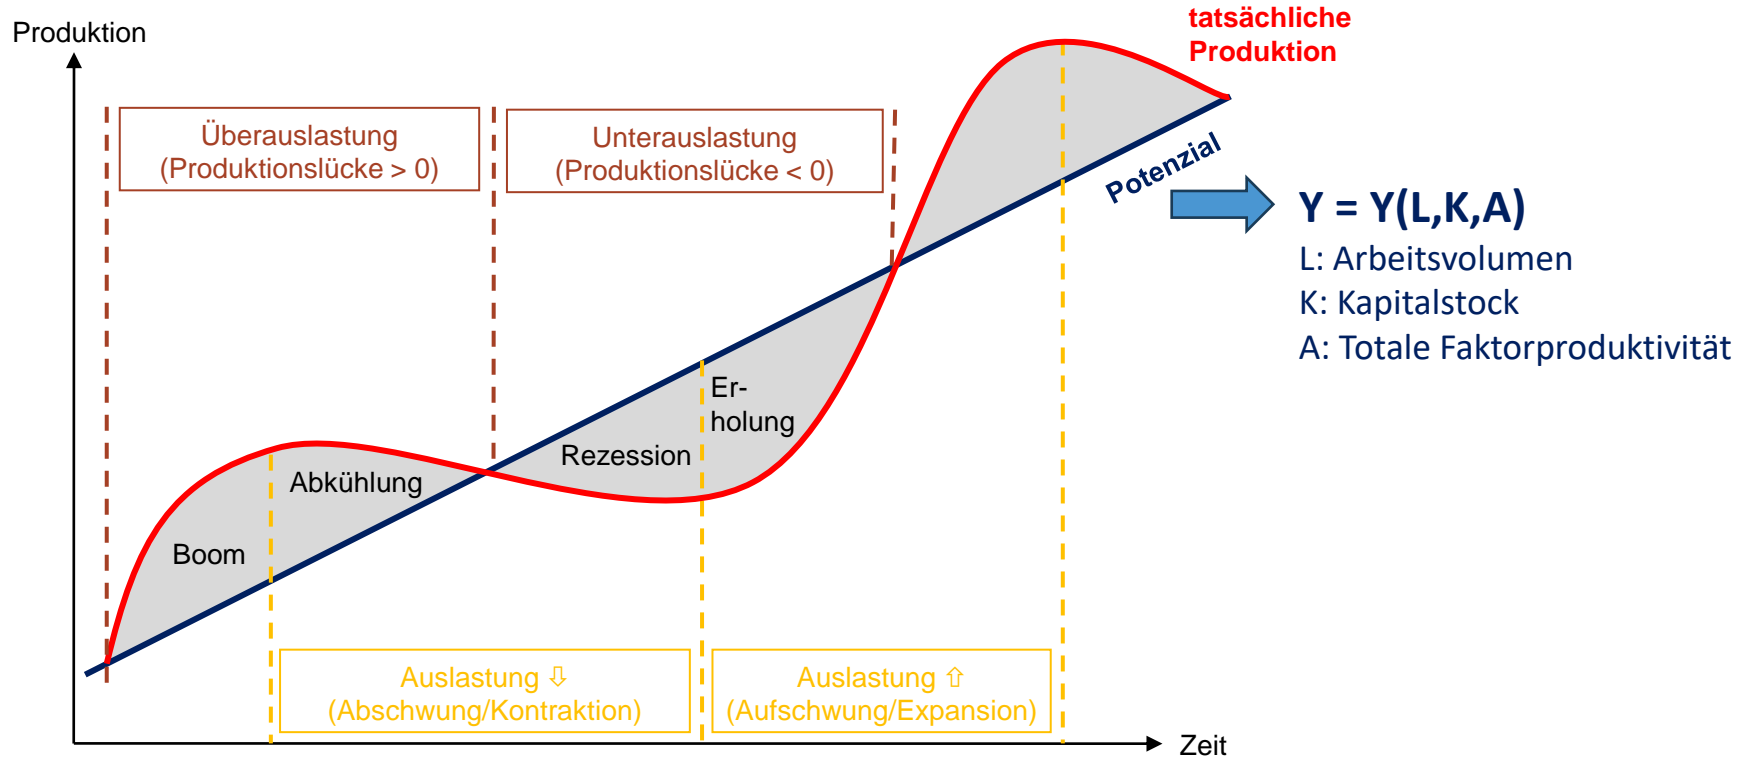 tatsächliche
Produktion
Produktion
Überauslastung
(Produktionslücke > 0)
Unterauslastung
(Produktionslücke < 0)
Potenzial
Y = Y(L,K,A)
L: Arbeitsvolumen
K: Kapitalstock
A: Totale Faktorproduktivität
Er-
holung
Rezession
Abkühlung
Boom
Auslastung ⇩
(Abschwung/Kontraktion)
Auslastung ⇧
(Aufschwung/Expansion)
Zeit